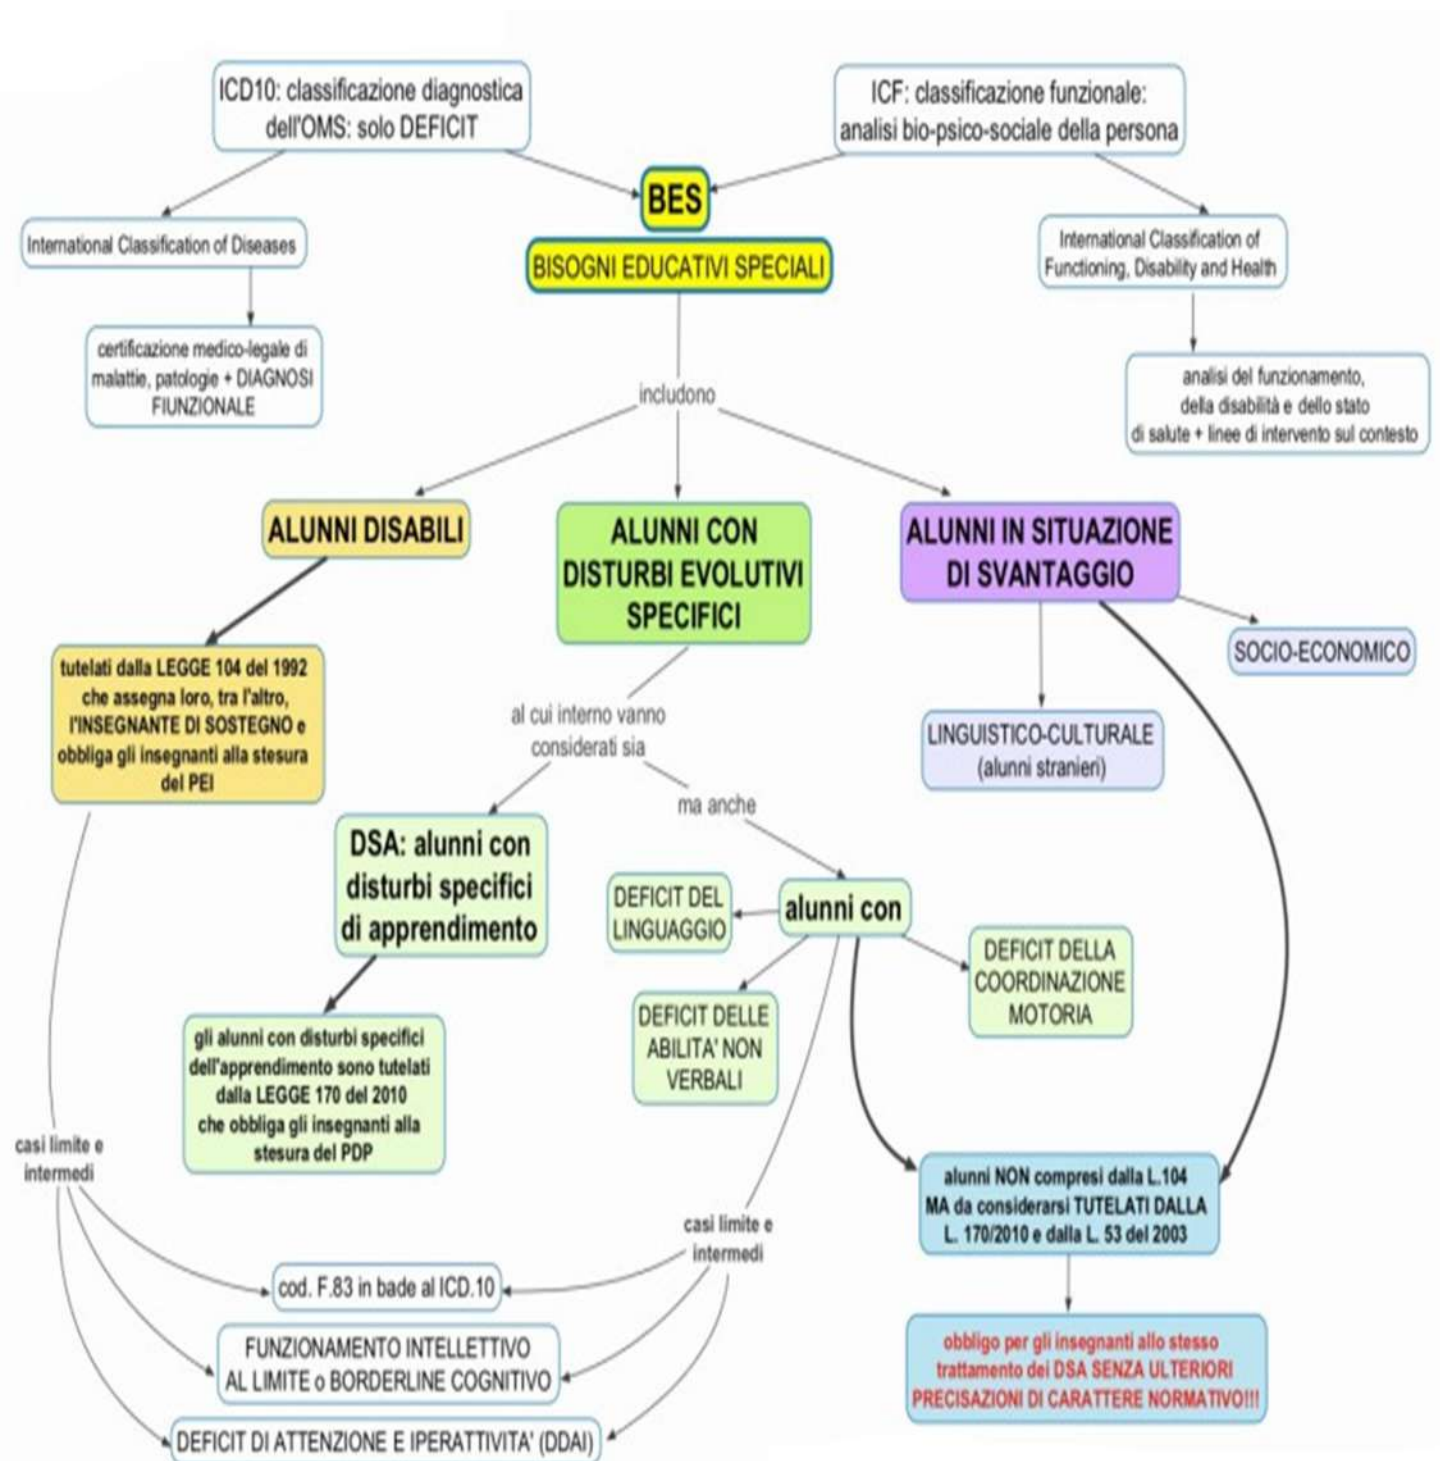 ICD10: classificazione diagnostica
dell'OMS: solo DEFICIT
ICF: classificazione funzionale:
analisi bio-psico-sociale della persona
BES
BISOGNI EDUCATIVI SPECIALI
International Classification of Diseases
International Classification of
Functioning, Disability and Health
certificazione medico-legale di
malattie, patologie + DIAGNOSI
FIUNZIONALE
analisi del funzionamento,
della disabilità e dello stato
di salute + linee di intervento sul contesto
includono
ALUNNI DISABILI
ALUNNI CON
DISTURBI EVOLUTIVI
SPECIFICI
ALUNNI IN SITUAZIONE
DI SVANTAGGIO
tutelati dalla LEGGE 104 del 1992
che assegna loro, tra l'altro,
l'INSEGNANTE DI SOSTEGNO e
obbliga gli insegnanti alla stesura
del PEI
SOCIO-ECONOMICO
LINGUISTICO-CULTURALE
(alunni stranieri)
al cui interno vanno
considerati sia
ma anche
DSA: alunni con
disturbi specifici
di apprendimento
alunni con
DEFICIT DEL
LINGUAGGIO
DEFICIT DELLE
ABILITA' NON
VERBALI
DEFICIT DELLA
COORDINAZIONE
MOTORIA
gli alunni con disturbi specifici
dell'apprendimento sono tutelati
dalla LEGGE 170 del 2010
che obbliga gli insegnanti alla
stesura del PDP
casi limite e
intermedi
casi limite e
intermedi
alunni NON compresi dalla L.104
MA da considerarsi TUTELATI DALLA
L. 170/2010 e dalla L. 53 del 2003
cod. F.83 in bade al ICD.10
FUNZIONAMENTO INTELLETTIVO
AL LIMITE o BORDERLINE COGNITIVO
DEFICIT DI ATTENZIONE E IPERATTIVITA' (DDAI)
obbligo per gli insegnanti allo stesso
trattamento dei DSA SENZA ULTERIORI
PRECISAZIONI DI CARATTERE NORMATIVO!!!